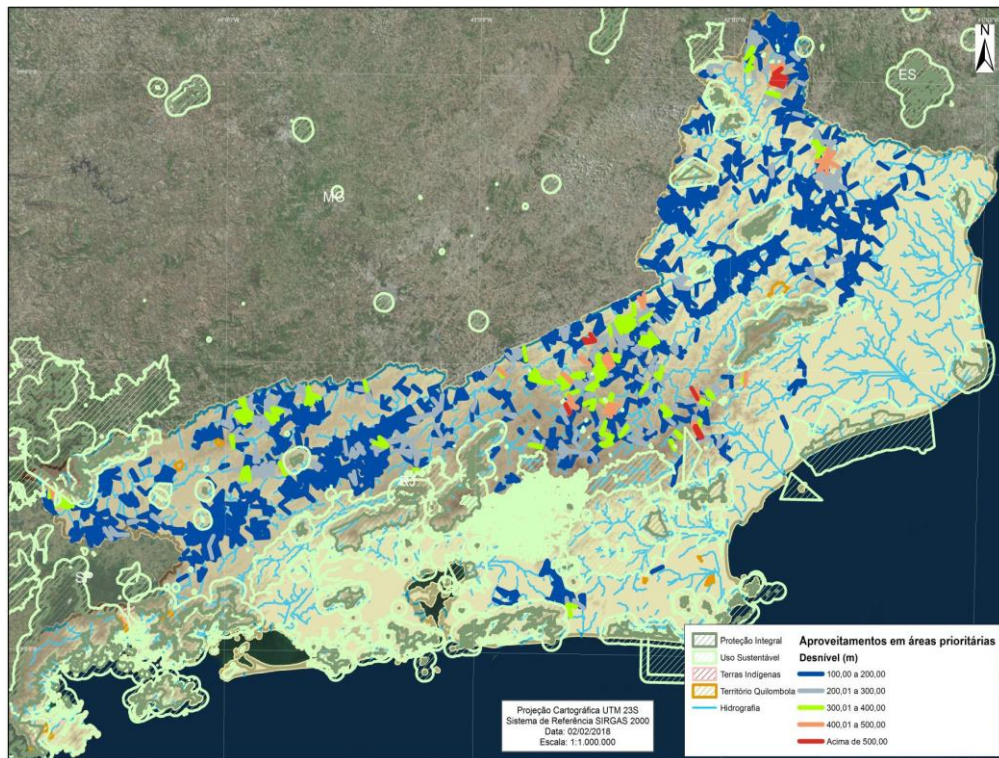 N
ES
MG
RJ
SP
Proteção Integral
Uso Sustentável
Terras Indígenas
Território Quilombola
Hidrografia
Aproveitamentos em áreas prioritárias
Desnível (m)
100,00 a 200,00
200,01 a 300,00
300,01 a 400,00
400,01 a 500,00
Acima de 500,00
Projeção Cartográfica UTM 23S
Sistema de Referência SIRGAS 2000
Data: 02/02/2018
Escala: 1:1.000.000